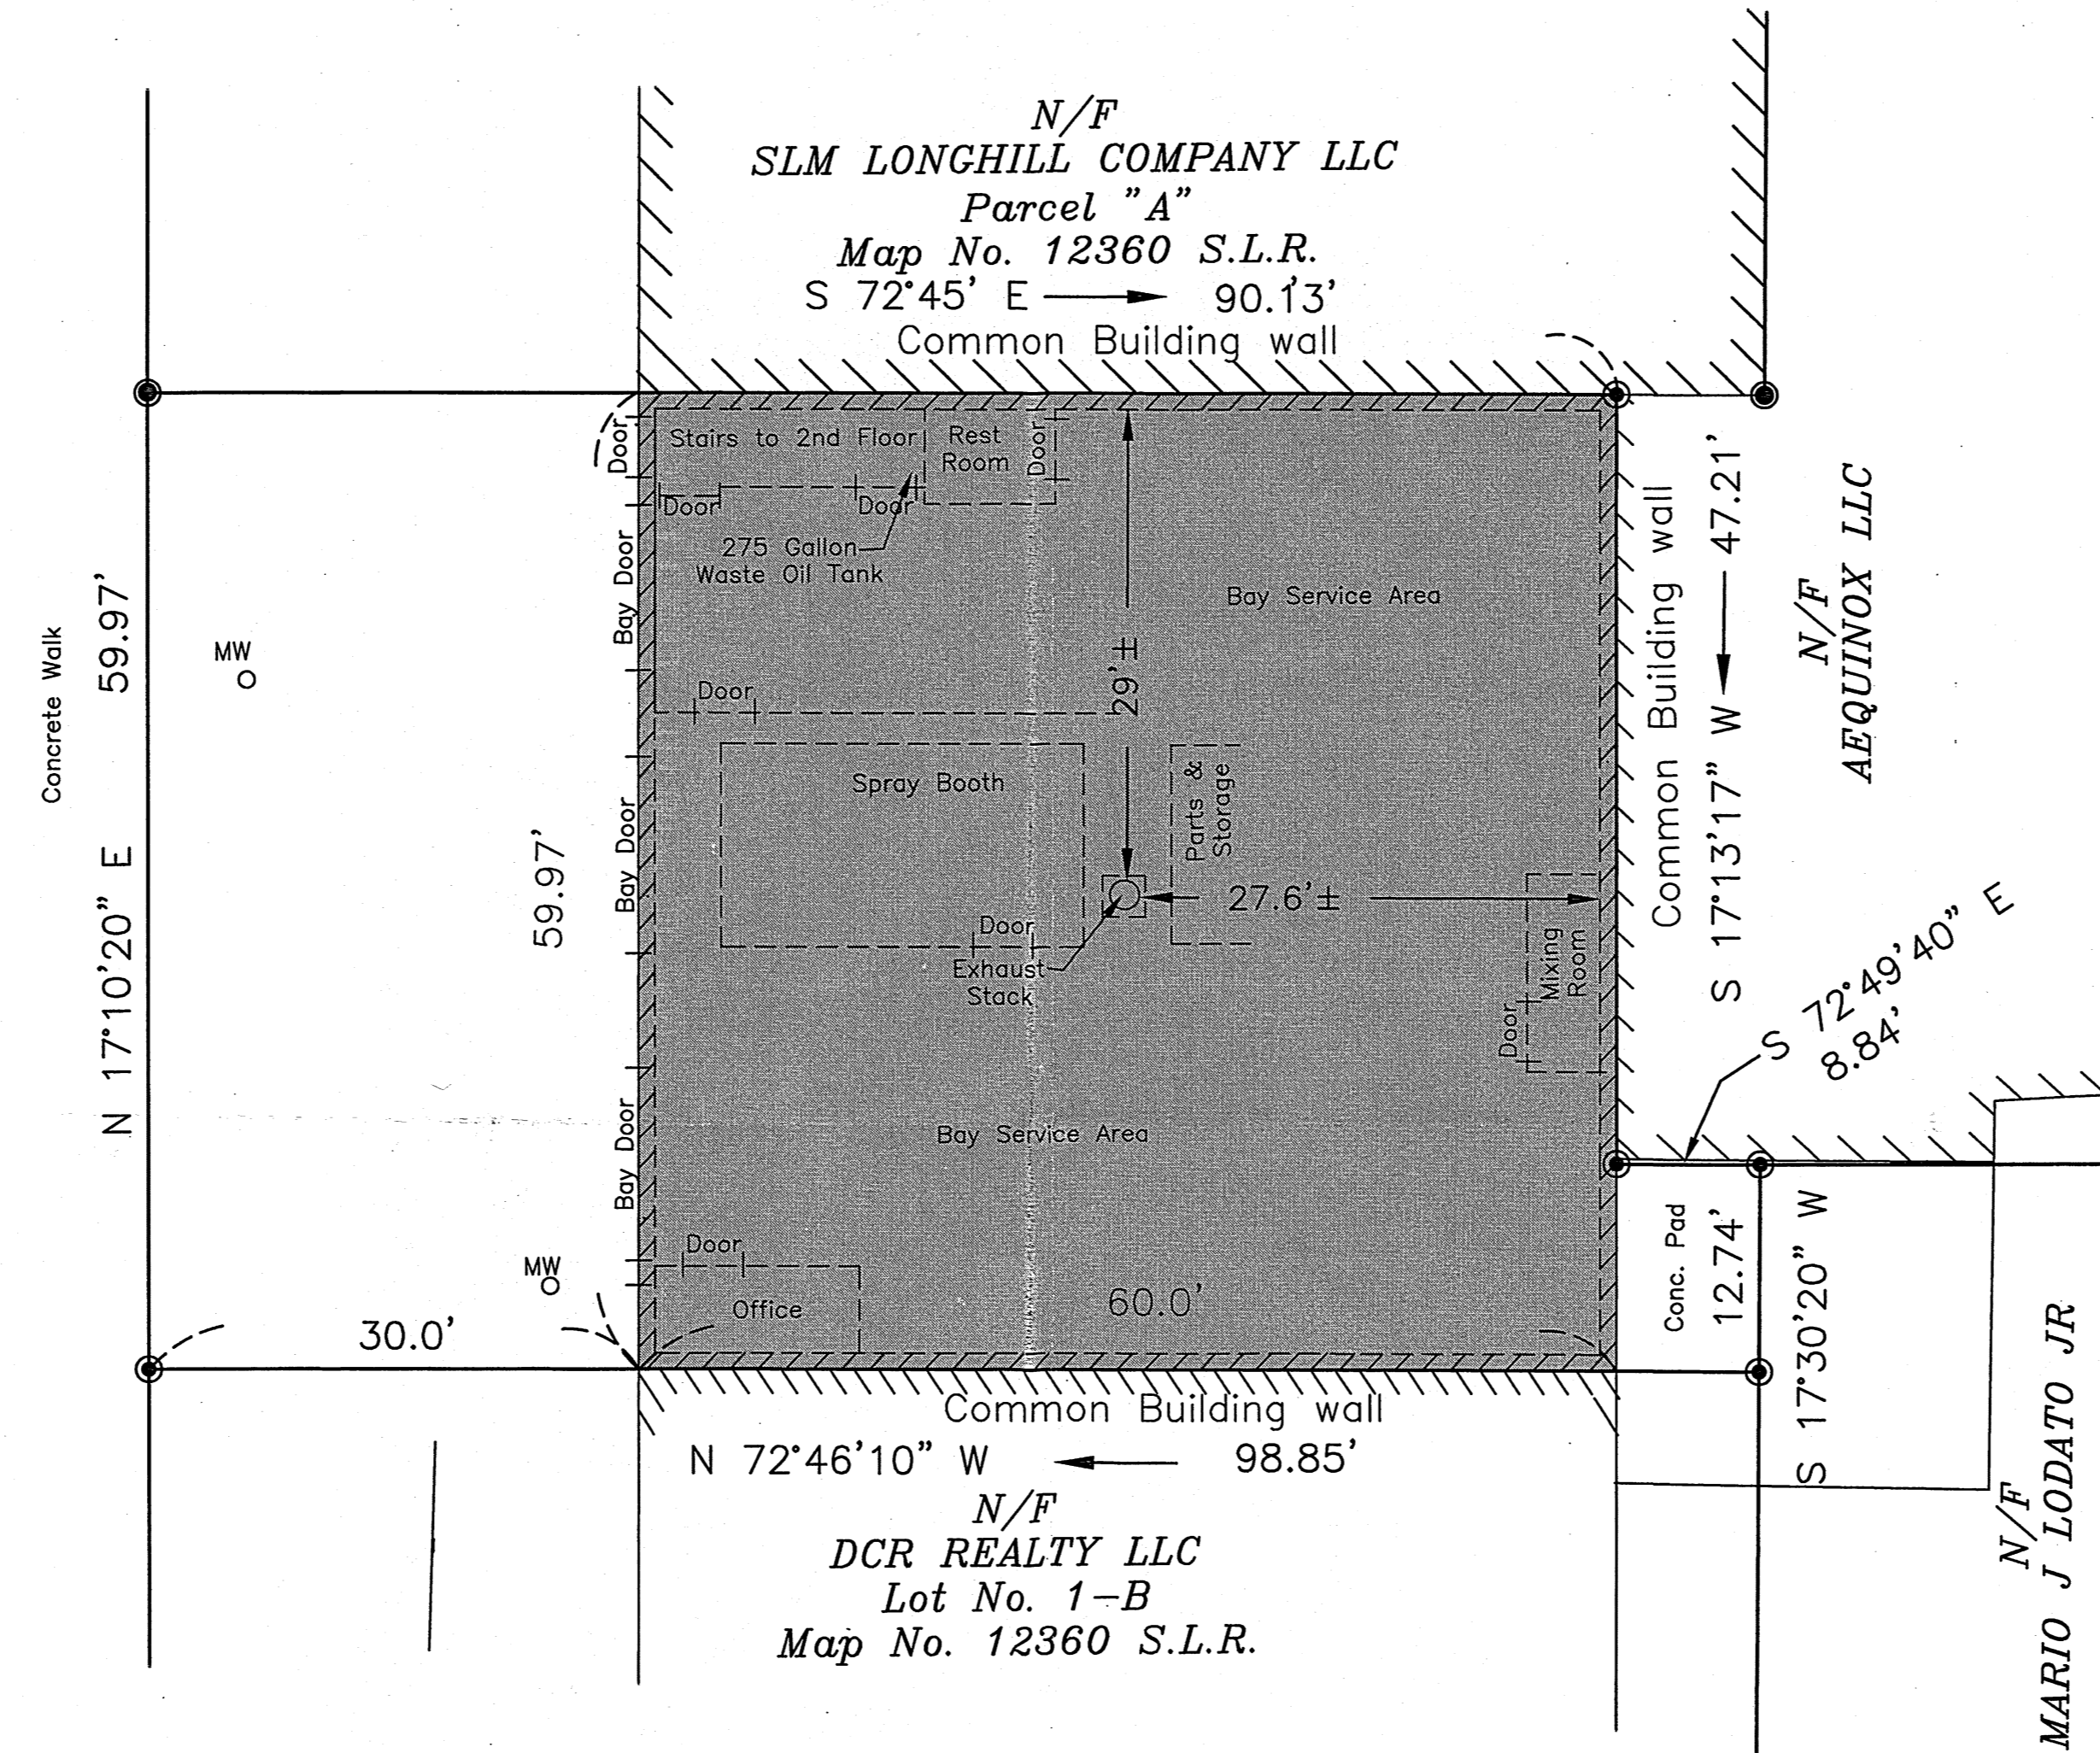 N/F
SLM LONGHILL COMPANY LLC
Parcel "A"
Map No. 12360 S.L.R.
S 72°45' E 90.13'
Common Building wall
Door
Stairs to 2nd Floor
Rest
Room
Door
Door
Door
275 Gallon
Waste Oil Tank
Bay Door
Bay Service Area
29'±
Door
Spray Booth
Parts &
Storage
Bay Door
27.6'±
Door
Exhaust
Stack
Mixing
Room
Door
Bay Service Area
Bay Door
Door
Office
60.0'
Concrete Walk
N 17°10'20" E 59.97'
MW
59.97'
MW
30.0'
Common Building wall
S 17°13'17" W 47.21'
N/F
AEQUINOX LLC
S 72°49'40" E
8.84'
Conc. Pad
12.74'
S 17°30'20" W
N/F
MARIO J LODATO JR
Common Building wall
N 72°46'10" W 98.85'
N/F
DCR REALTY LLC
Lot No. 1-B
Map No. 12360 S.L.R.